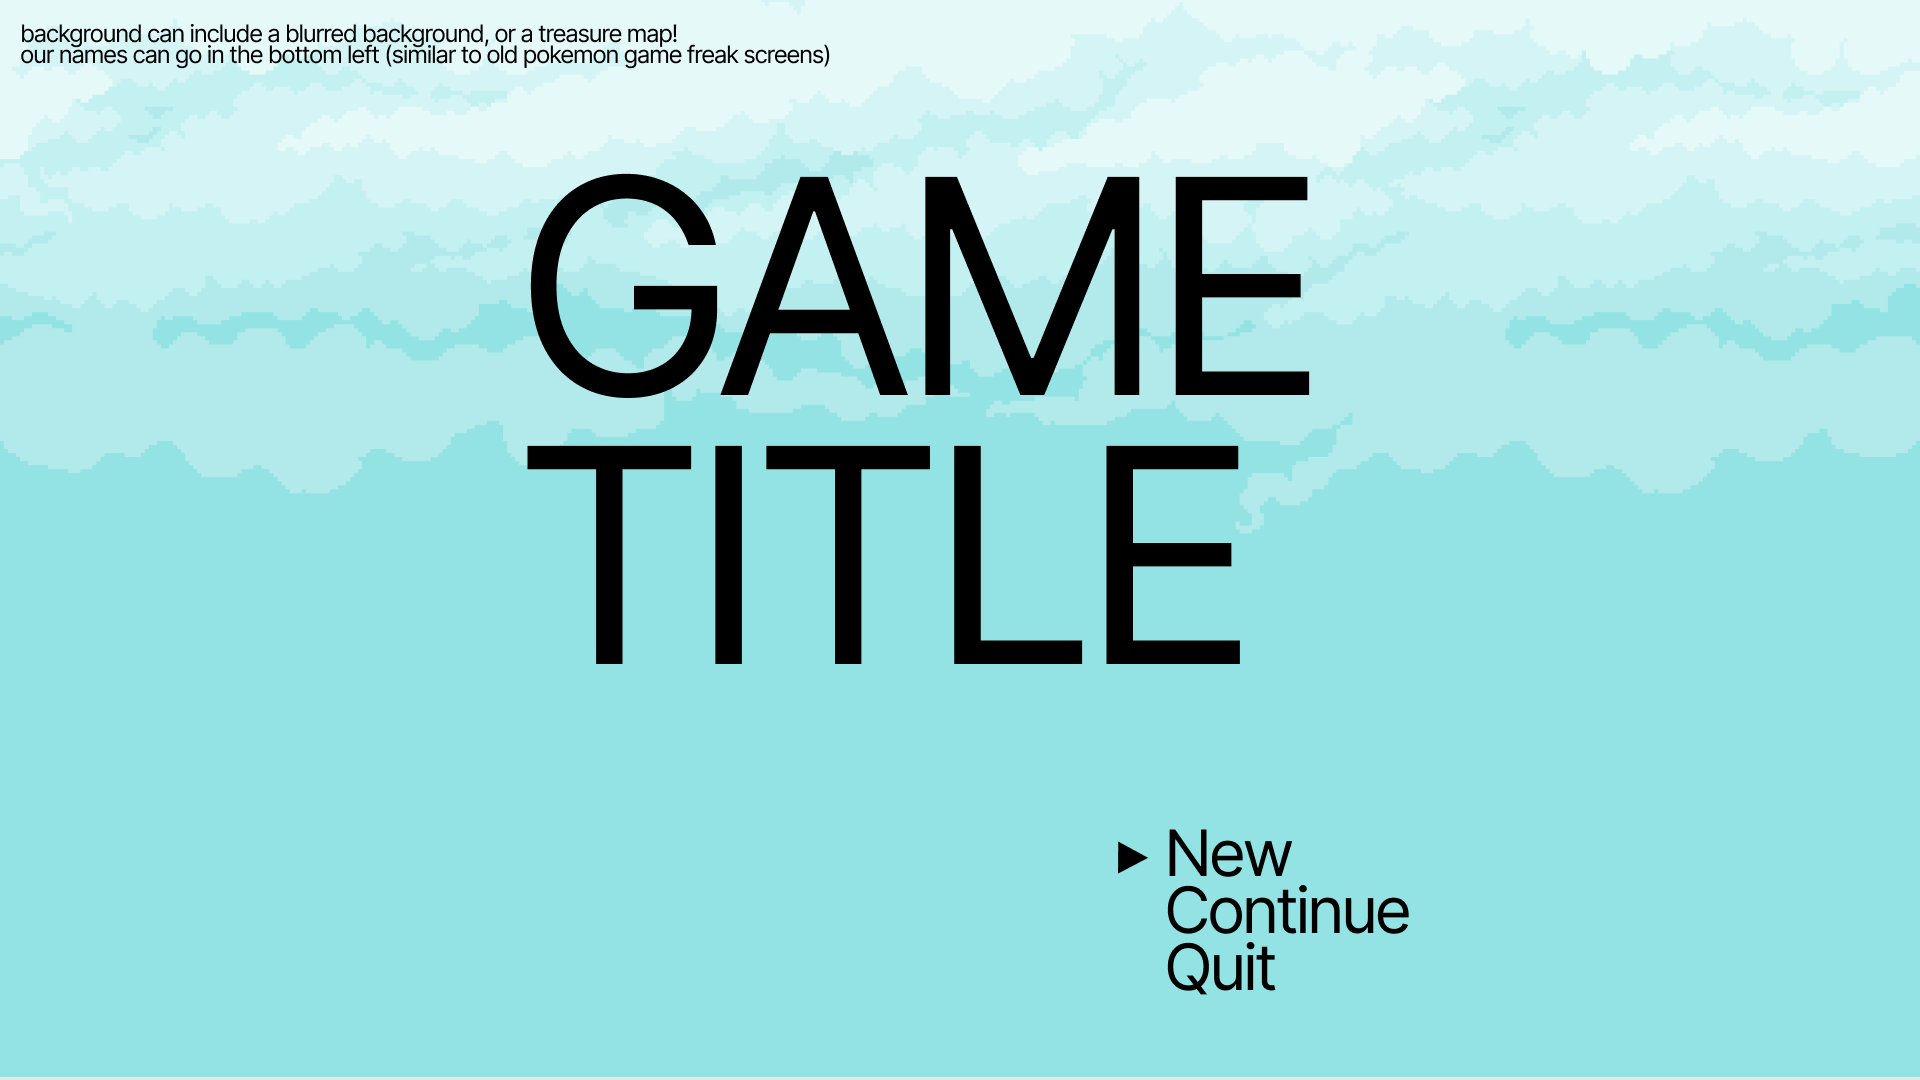 background can include a blurred background, or a treasure map!
our names can go in the bottom left (similar to old pokemon game freak screens)
GAME
TITLE
New
Continue
Quit